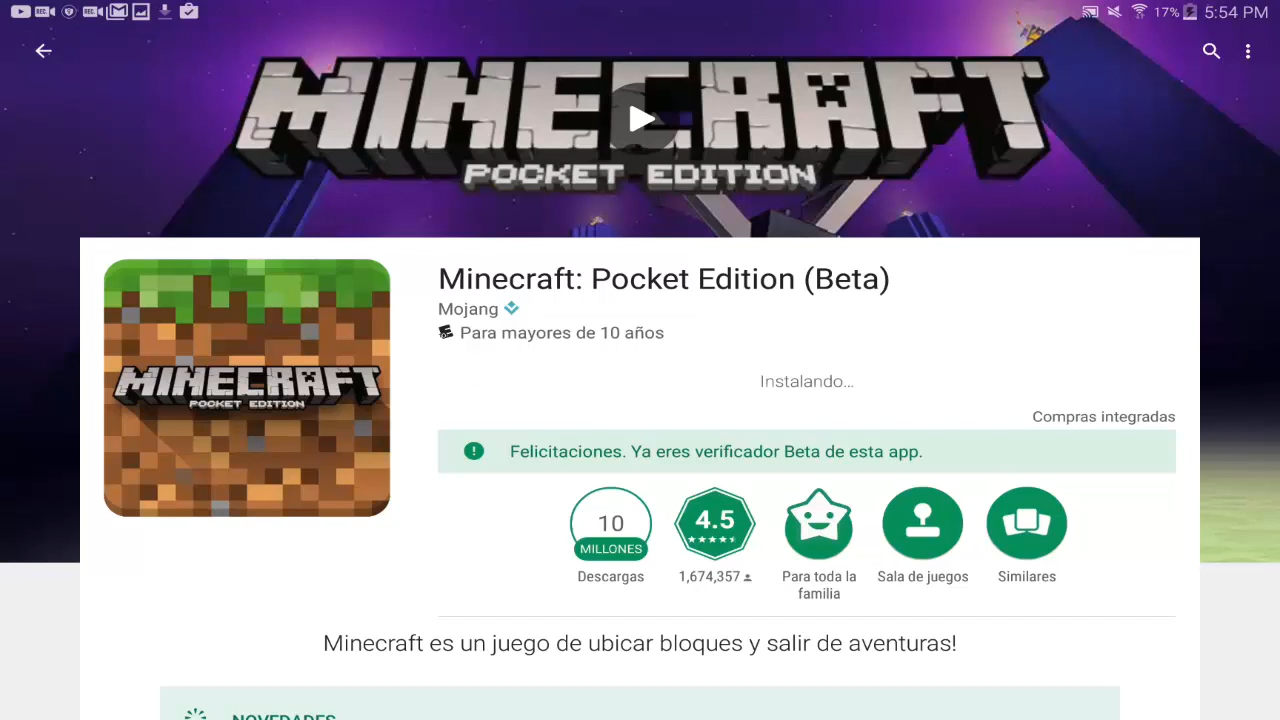 REC REC 17% 5:54 PM
MINECRAFT
POCKET EDITION
Minecraft: Pocket Edition (Beta)
Mojang
Para mayores de 10 años
MINECRAFT
POCKET EDITION
Instalando...
Compras integradas
Felicitaciones. Ya eres verificador Beta de esta app.
10 4.5
MILLONES
Descargas 1,674,357 Para toda la familia Sala de juegos Similares
Minecraft es un juego de ubicar bloques y salir de aventuras!
NOVEDADES